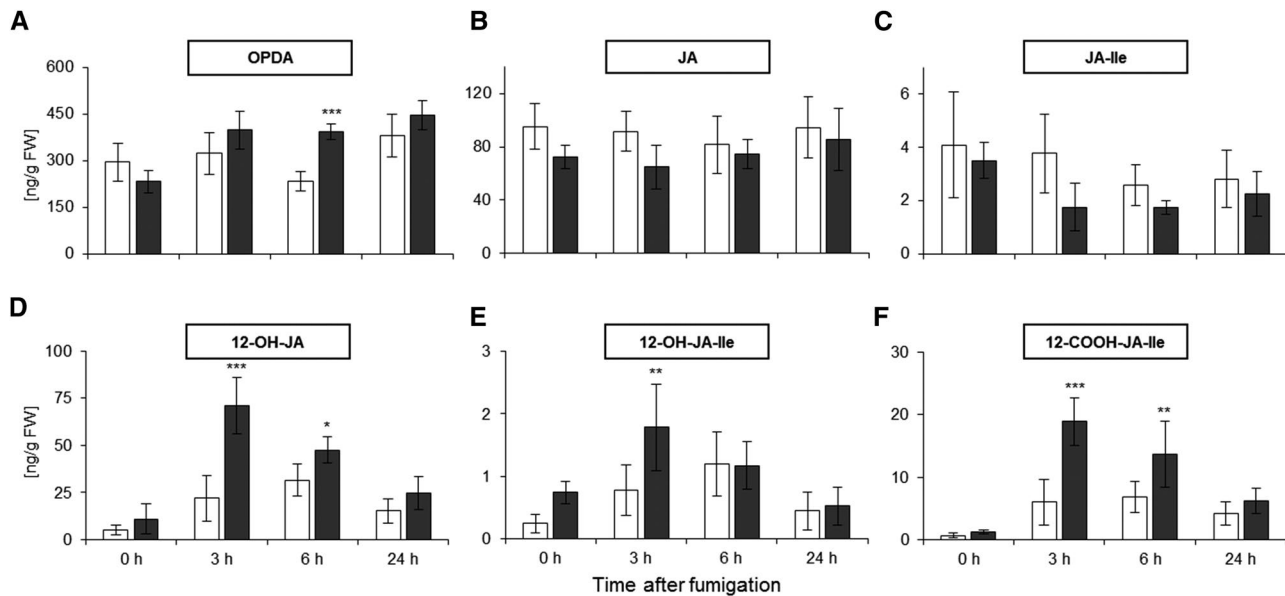 A
OPDA
[ng/g FW]
600
450
300
150
0
***
B
JA
120
80
40
0
C
JA-Ile
6
4
2
0
D
12-OH-JA
[ng/g FW]
100
75
50
25
0
***
*
0 h 3 h 6 h 24 h
E
12-OH-JA-Ile
3
2
1
0
**
0 h 3 h 6 h 24 h
F
12-COOH-JA-Ile
30
20
10
0
***
**
0 h 3 h 6 h 24 h
Time after fumigation